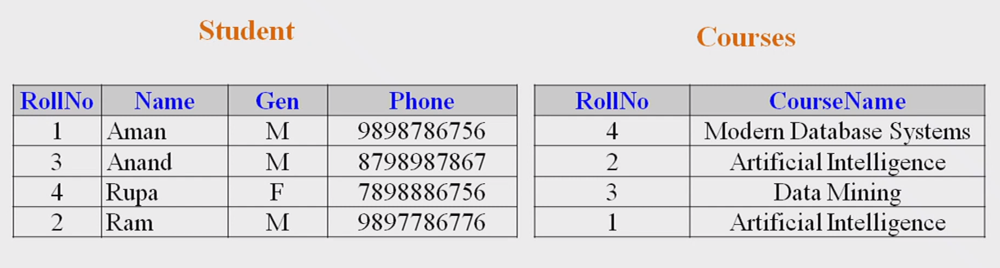 Student
RollNo Name Gen Phone
1 Aman M 9898786756
3 Anand M 8798987867
4 Rupa F 7898886756
2 Ram M 9897786776
Courses
RollNo CourseName
4 Modern Database Systems
2 Artificial Intelligence
3 Data Mining
1 Artificial Intelligence